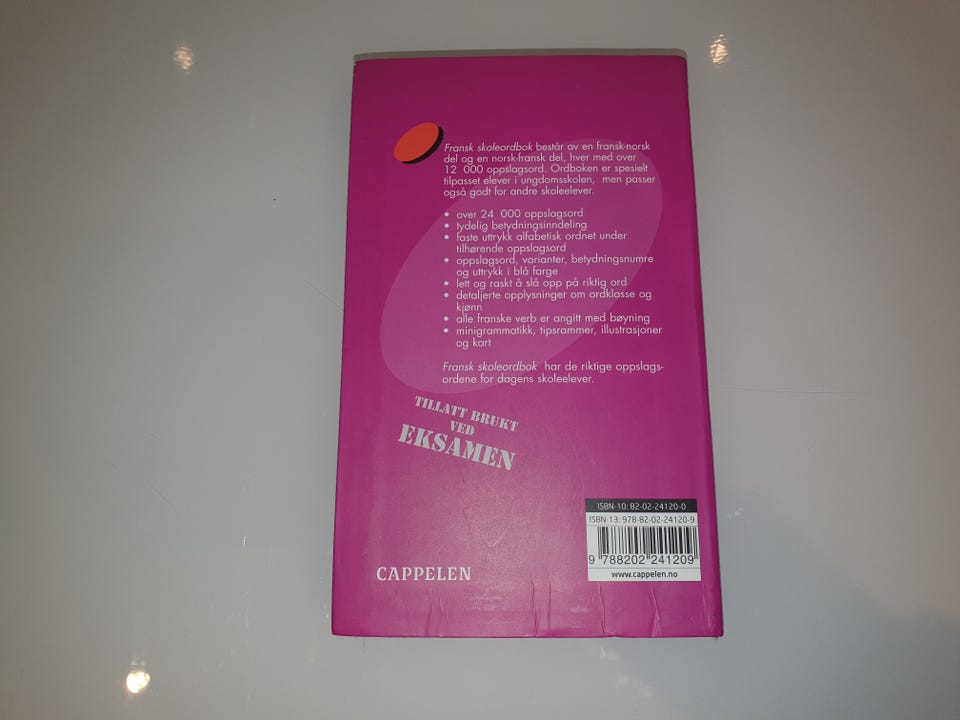 Fransk skoleordbok består av en fransk-norsk
del og en norsk-fransk del, hver med over
12 000 oppslagsord. Ordboken er spesielt
tilpasset elever i ungdomsskolen, men passer
også godt for andre skoleelever.
• over 24 000 oppslagsord
• tydelig betydningsinndeling
• faste uttrykk alfabetisk ordnet under
tilhørende oppslagsord
• oppslagsord, varianter, betydningsnumre
og uttrykk i blå farge
• lett og raskt å slå opp på riktig ord
• detaljerte opplysninger om ordklasse og
kjønn
• alle franske verb er angitt med bøyning
• minigrammatikk, tipsrammer, illustrasjoner
og kart
Fransk skoleordbok har de riktige oppslags-
ordene for dagens skoleelever.
TILLATT BRUKT
VED
EKSAMEN
ISBN-10: 82-02-24120-0
ISBN-13: 978-82-02-24120-9
9 788202 241209
www.cappelen.no
CAPPELEN